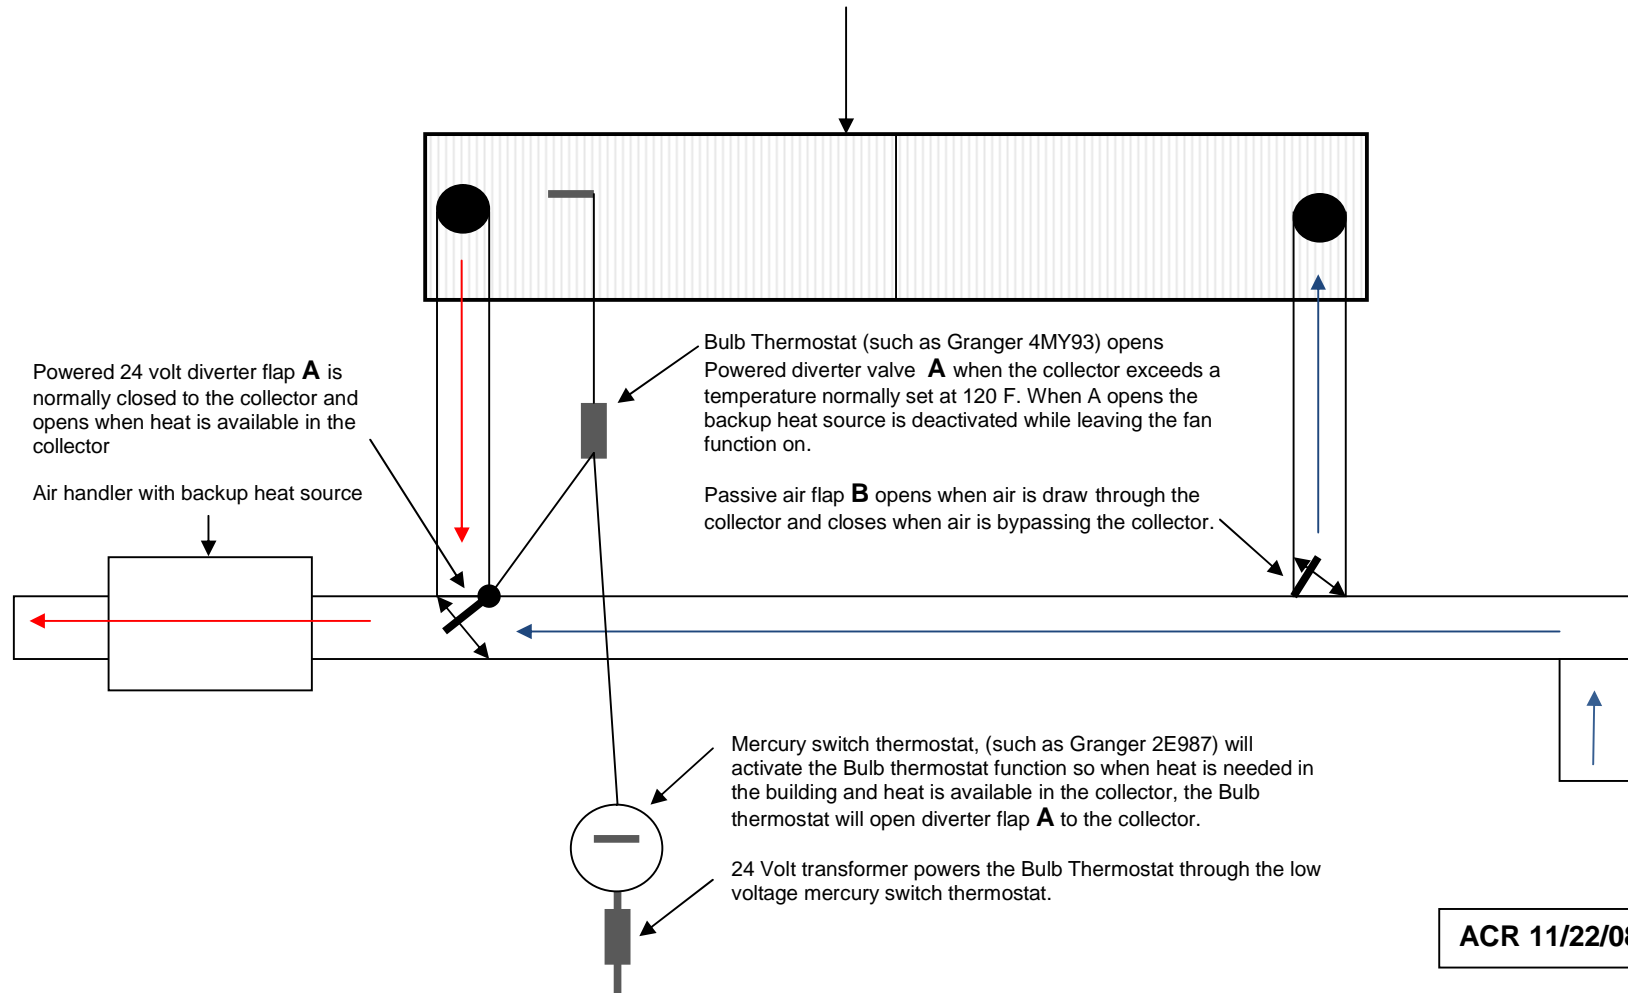 Powered 24 volt diverter flap A is
normally closed to the collector and
opens when heat is available in the
collector
Air handler with backup heat source
Bulb Thermostat (such as Granger 4MY93) opens
Powered diverter valve A when the collector exceeds a
temperature normally set at 120 F. When A opens the
backup heat source is deactivated while leaving the fan
function on.
Passive air flap B opens when air is draw through the
collector and closes when air is bypassing the collector.
Mercury switch thermostat, (such as Granger 2E987) will
activate the Bulb thermostat function so when heat is needed in
the building and heat is available in the collector, the Bulb
thermostat will open diverter flap A to the collector.
24 Volt transformer powers the Bulb Thermostat through the low
voltage mercury switch thermostat.
ACR 11/22/08